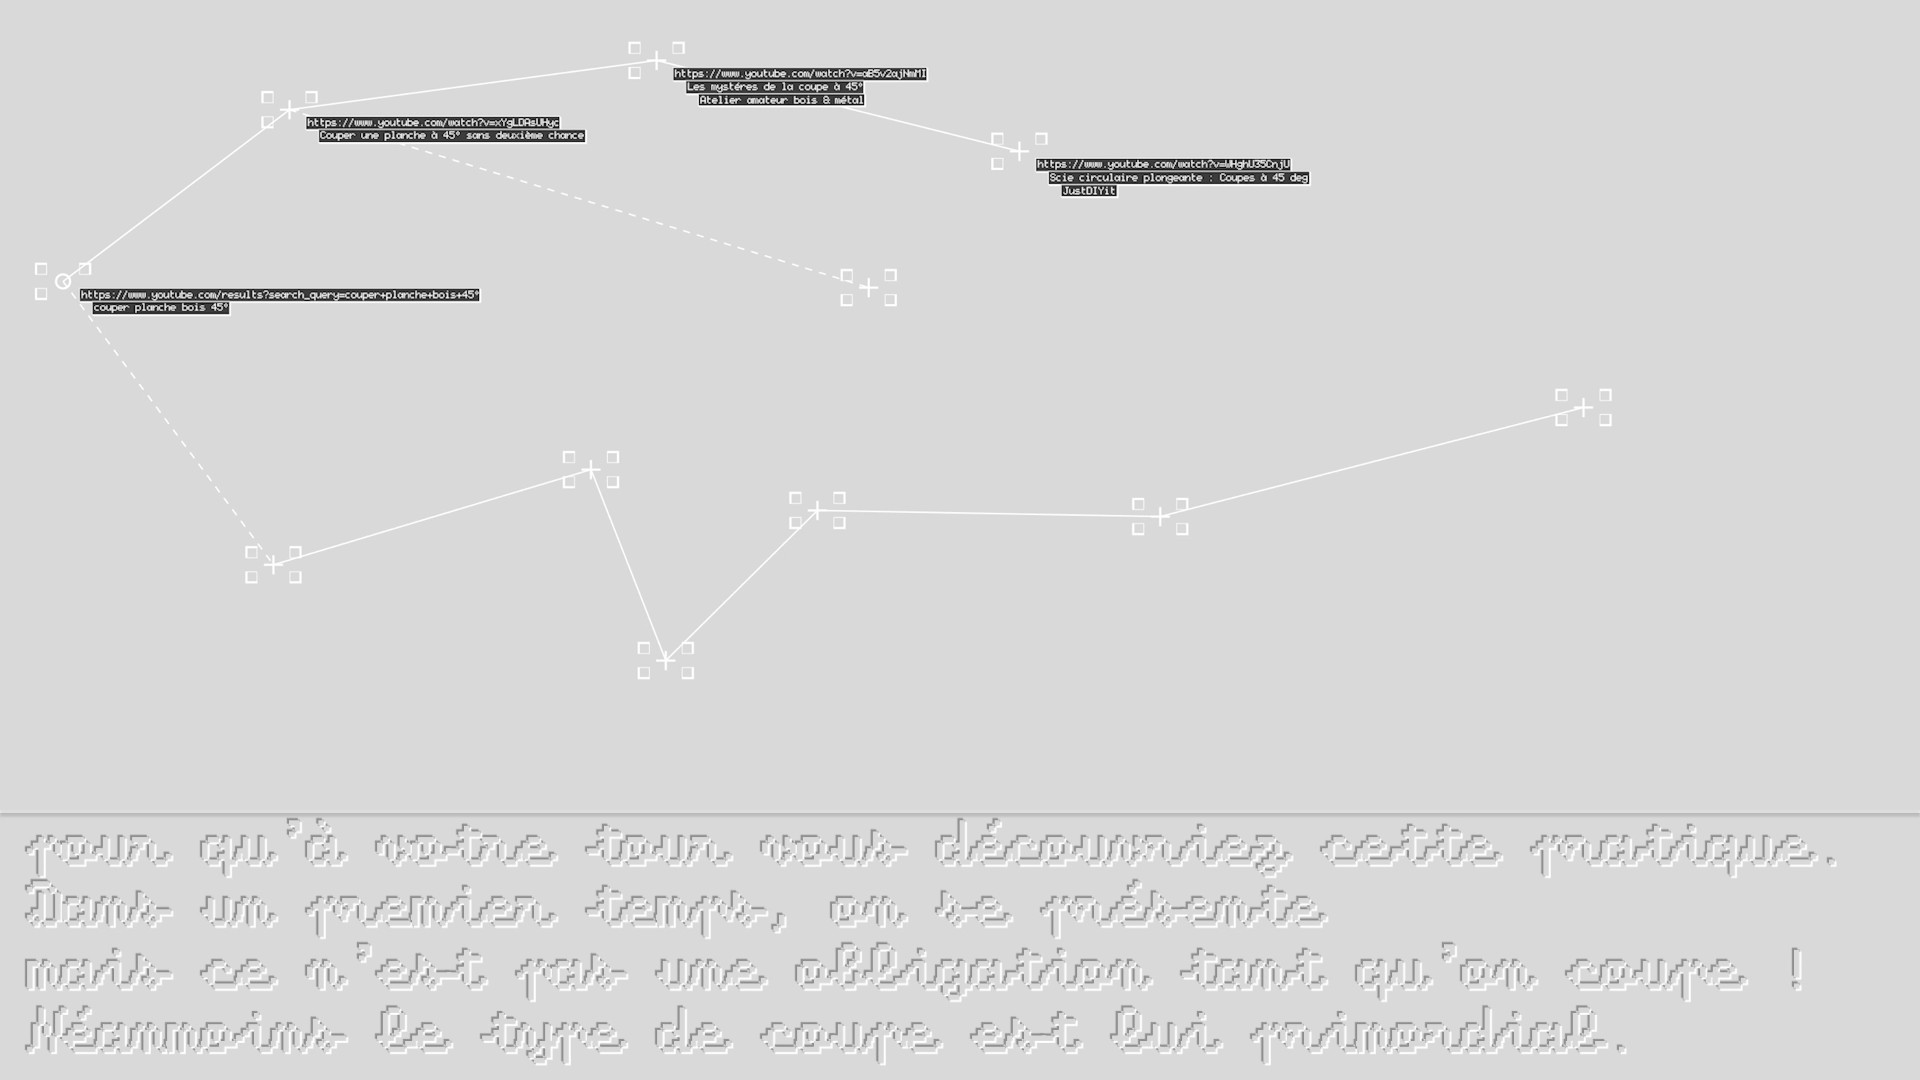 https://www.youtube.com/watch?v=oB5v2ajNmMI
Les mystéres de la coupe à 45°
Atelier amateur bois & métal
https://www.youtube.com/watch?v=xYgLDAsUHyc
Couper une planche à 45° sans deuxième chance
https://www.youtube.com/watch?v=WHghU35CnjU
Scie circulaire plongeante : Coupes à 45 deg
JustDIYit
https://www.youtube.com/results?search_query=couper+planche+bois+45°
couper planche bois 45°
pour qu'à votre tour vous découvriez cette pratique.
Dans un premier temps, on se présente
mais ce n'est pas une obligation tant qu'on coupe !
Néanmoins le type de coupe est lui primordial.